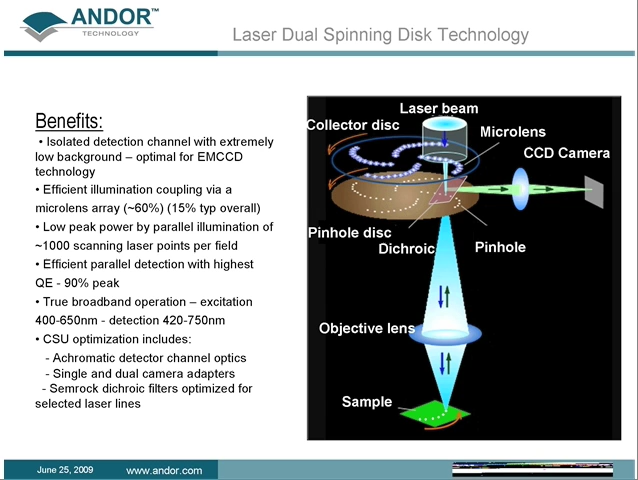 ANDOR™
TECHNOLOGY
Laser Dual Spinning Disk Technology
Benefits:
• Isolated detection channel with extremely
low background – optimal for EMCCD
technology
• Efficient illumination coupling via a
microlens array (~60%) (15% typ overall)
• Low peak power by parallel illumination of
~1000 scanning laser points per field
• Efficient parallel detection with highest
QE - 90% peak
• True broadband operation – excitation
400-650nm - detection 420-750nm
• CSU optimization includes:
- Achromatic detector channel optics
- Single and dual camera adapters
- Semrock dichroic filters optimized for
selected laser lines
Laser beam
Collector disc
Microlens
CCD Camera
Pinhole disc
Dichroic
Pinhole
Objective lens
Sample
June 25, 2009
www.andor.com